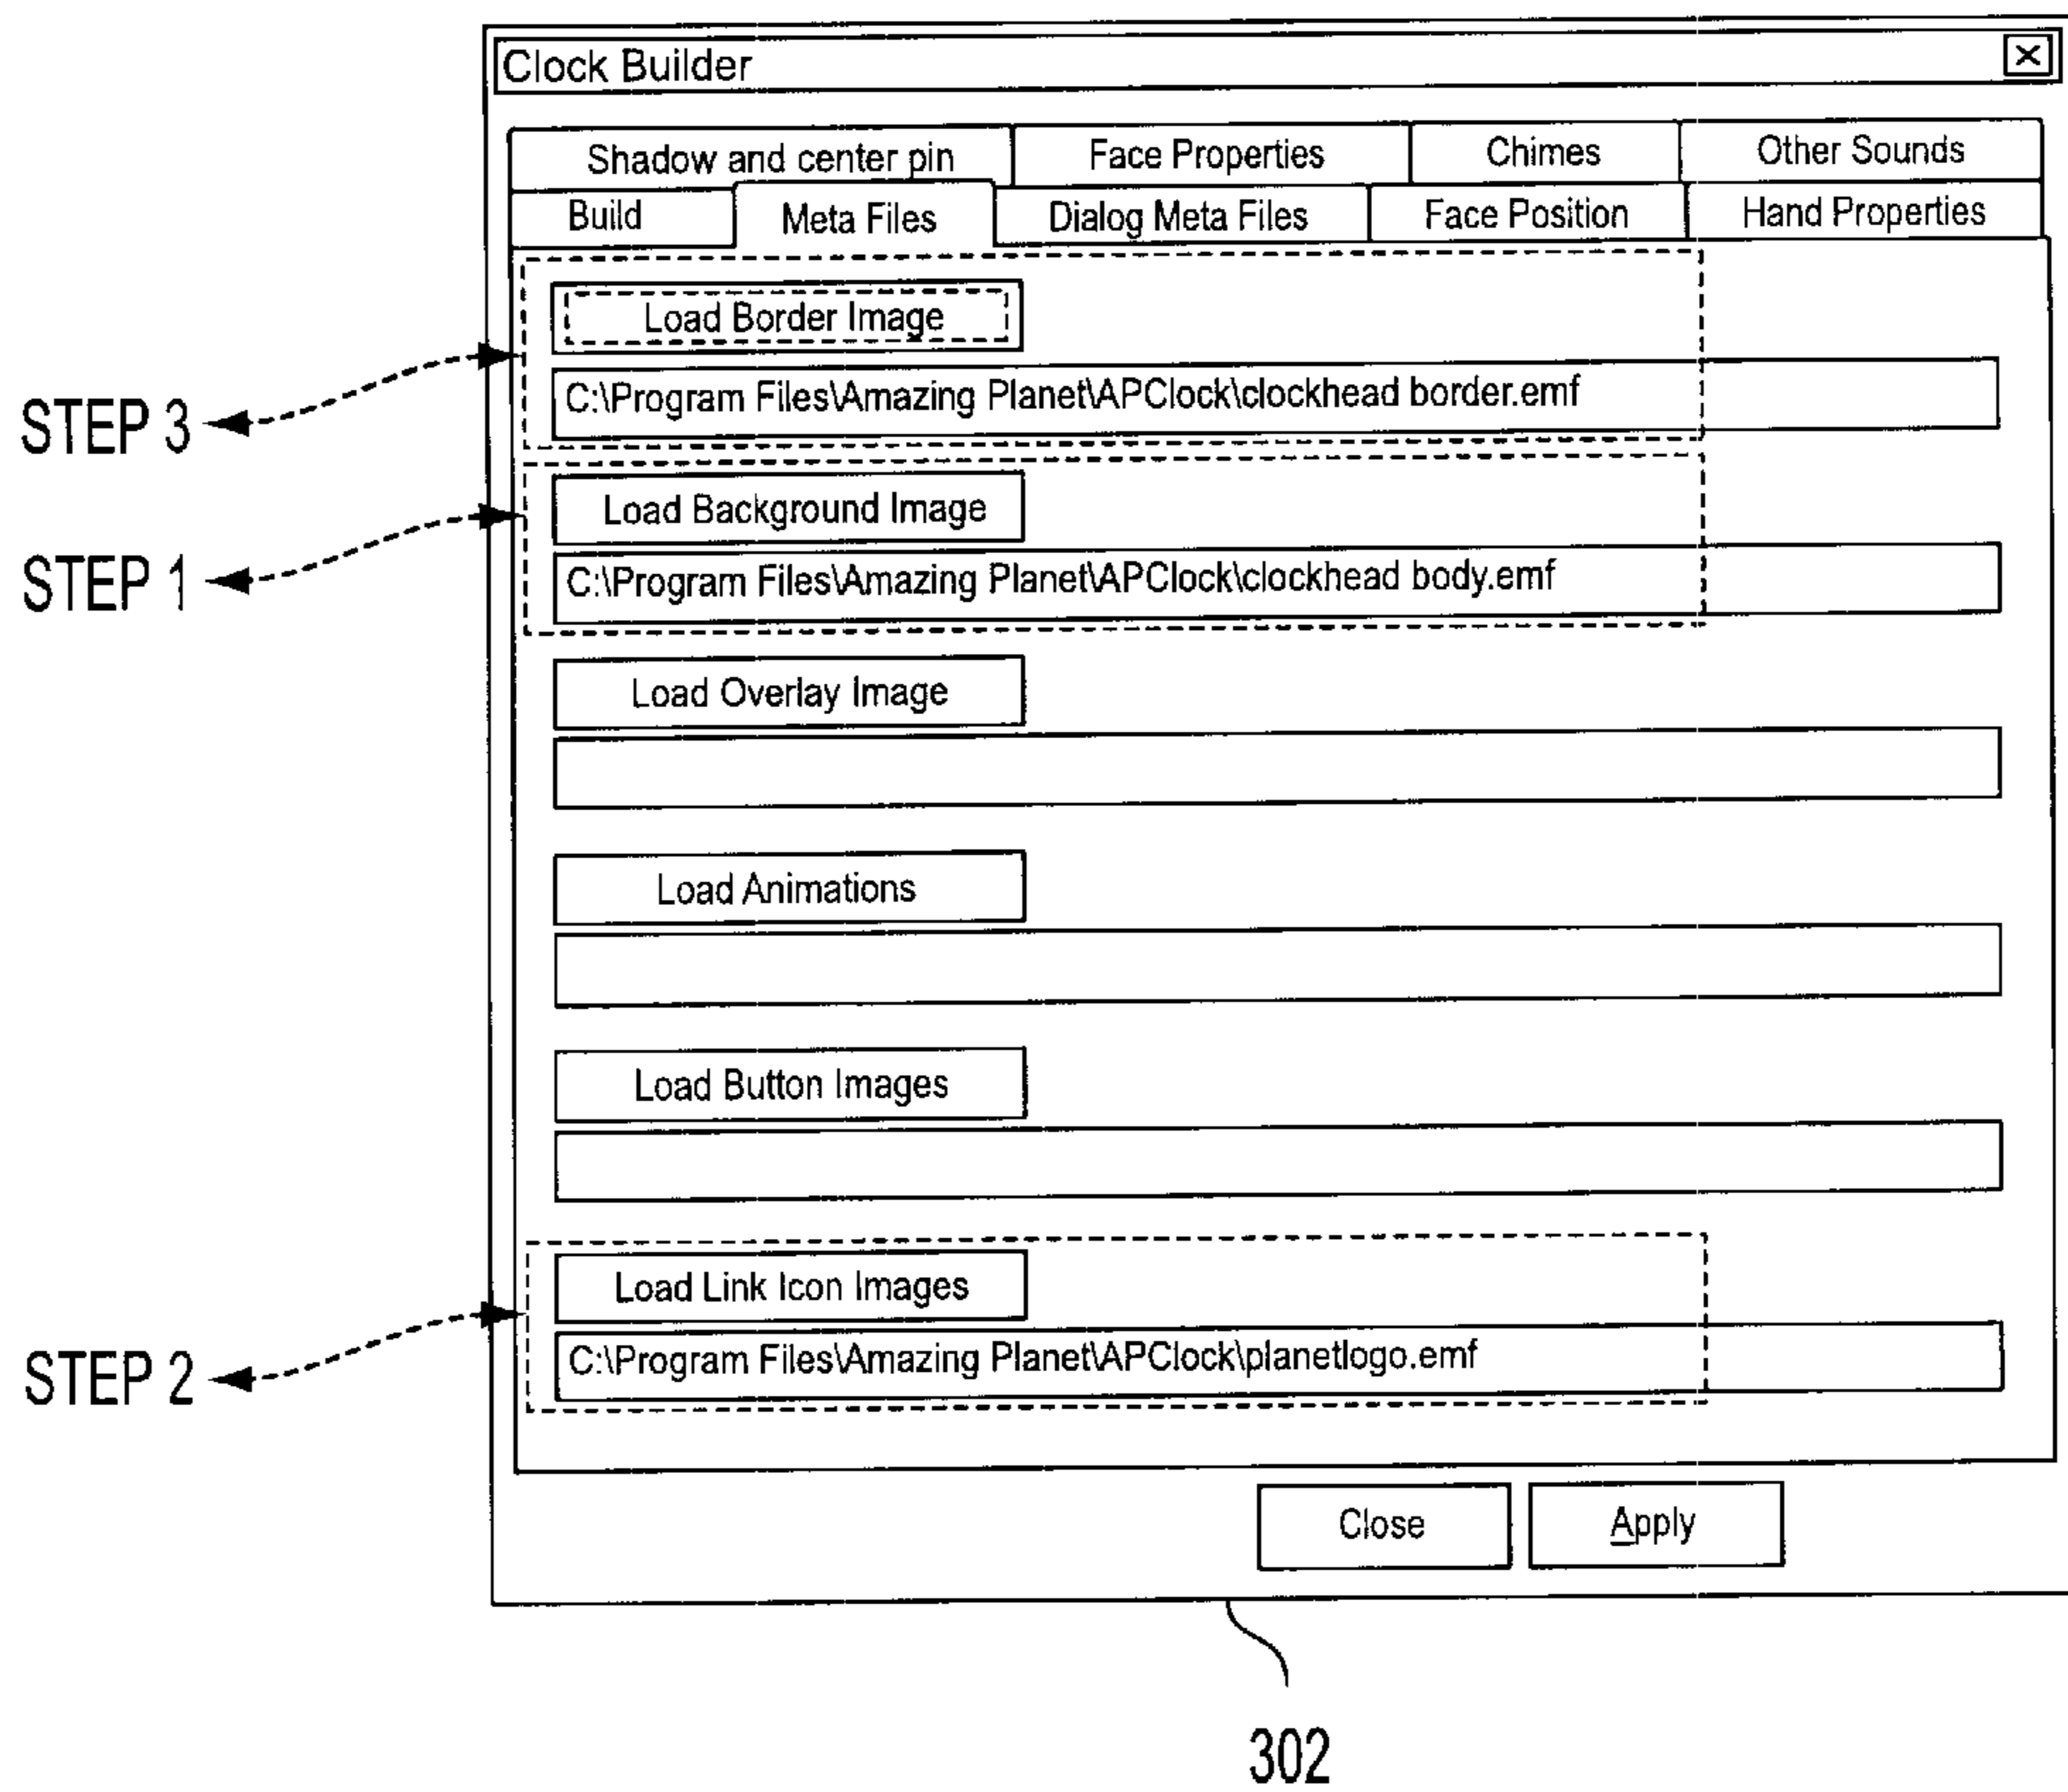 Clock Builder
Shadow and center pin Face Properties Chimes Other Sounds
Build Meta Files Dialog Meta Files Face Position Hand Properties
Load Border Image
C:\Program Files\Amazing Planet\APClock\clockhead border.emf
STEP 3
Load Background Image
C:\Program Files\Amazing Planet\APClock\clockhead body.emf
STEP 1
Load Overlay Image
Load Animations
Load Button Images
Load Link Icon Images
C:\Program Files\Amazing Planet\APClock\planetlogo.emf
STEP 2
Close Apply
302